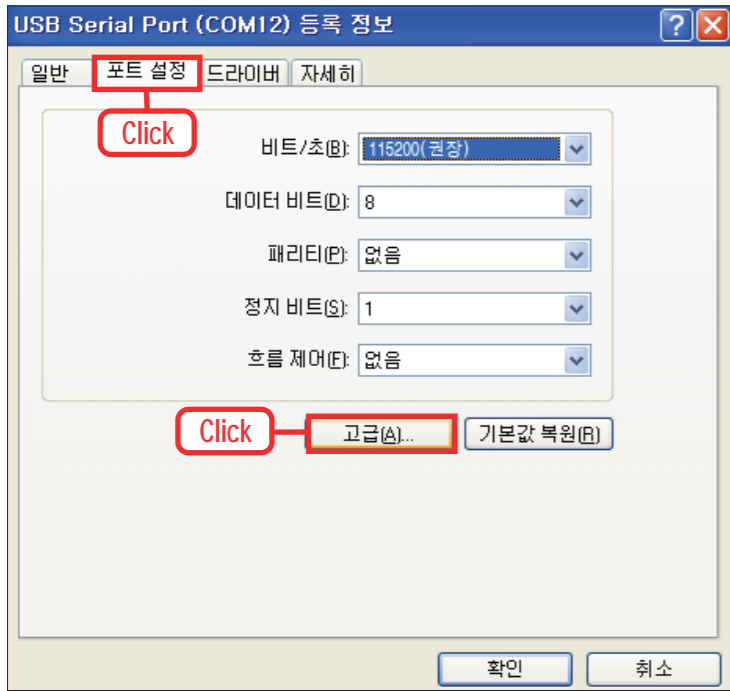 USB Serial Port (COM12) 등록 정보
일반 포트 설정 드라이버 자세히
Click
비트/초(B): 115200(권장)
데이터 비트(D): 8
패리티(P): 없음
정지 비트(S): 1
흐름 제어(F): 없음
Click 고급(A)... 기본값 복원(R)
확인 취소